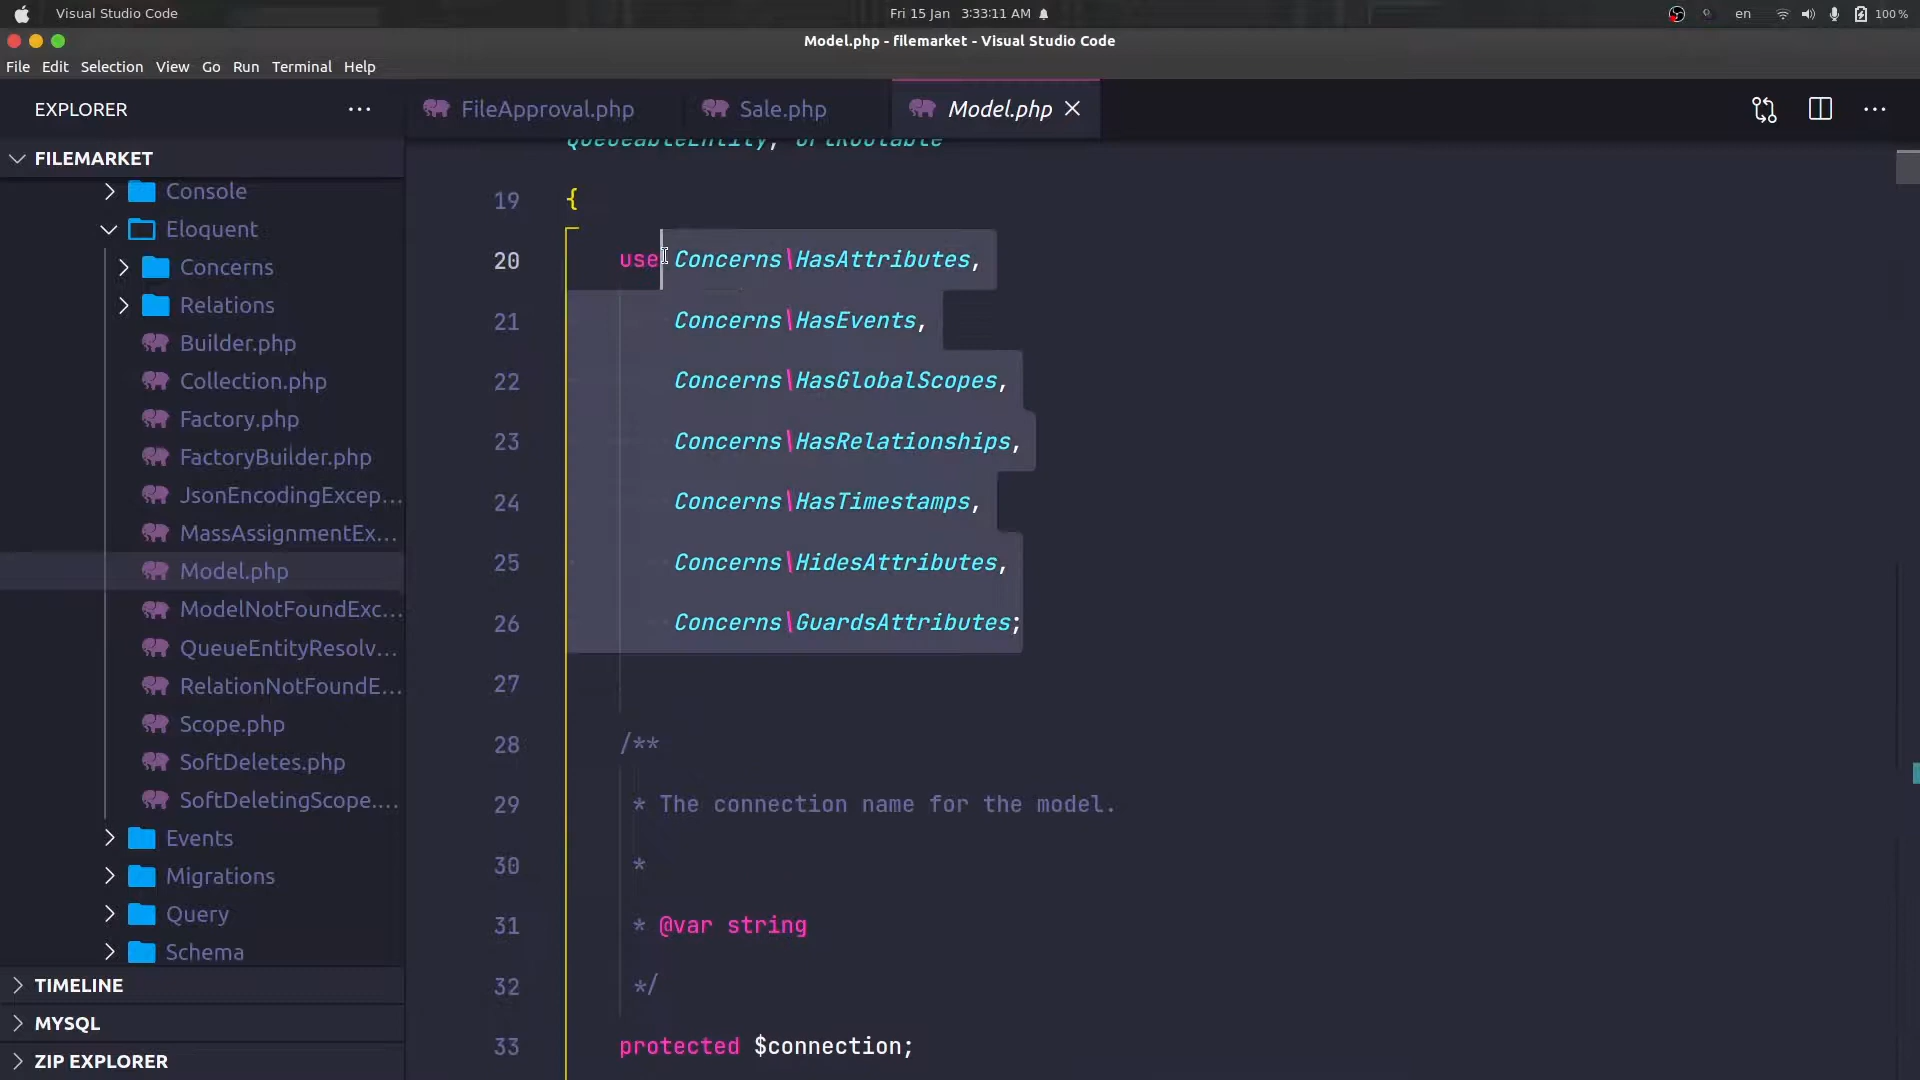 Visual Studio Code
Fri 15 Jan 3:33:11 AM
en
100 %
Model.php - filemarket - Visual Studio Code
File Edit Selection View Go Run Terminal Help
EXPLORER
FILEMARKET
Console
Eloquent
Concerns
Relations
Builder.php
Collection.php
Factory.php
FactoryBuilder.php
JsonEncodingExcep...
MassAssignmentEx...
Model.php
ModelNotFoundExc...
QueueEntityResolv...
RelationNotFoundE...
Scope.php
SoftDeletes.php
SoftDeletingScope....
Events
Migrations
Query
Schema
TIMELINE
MYSQL
ZIP EXPLORER
FileApproval.php Sale.php Model.php
QueueableEntity, UrlRoutable
19 {
20 use Concerns\HasAttributes,
21 Concerns\HasEvents,
22 Concerns\HasGlobalScopes,
23 Concerns\HasRelationships,
24 Concerns\HasTimestamps,
25 Concerns\HidesAttributes,
26 Concerns\GuardsAttributes;
27
28 /**
29 * The connection name for the model.
30 *
31 * @var string
32 */
33 protected $connection;